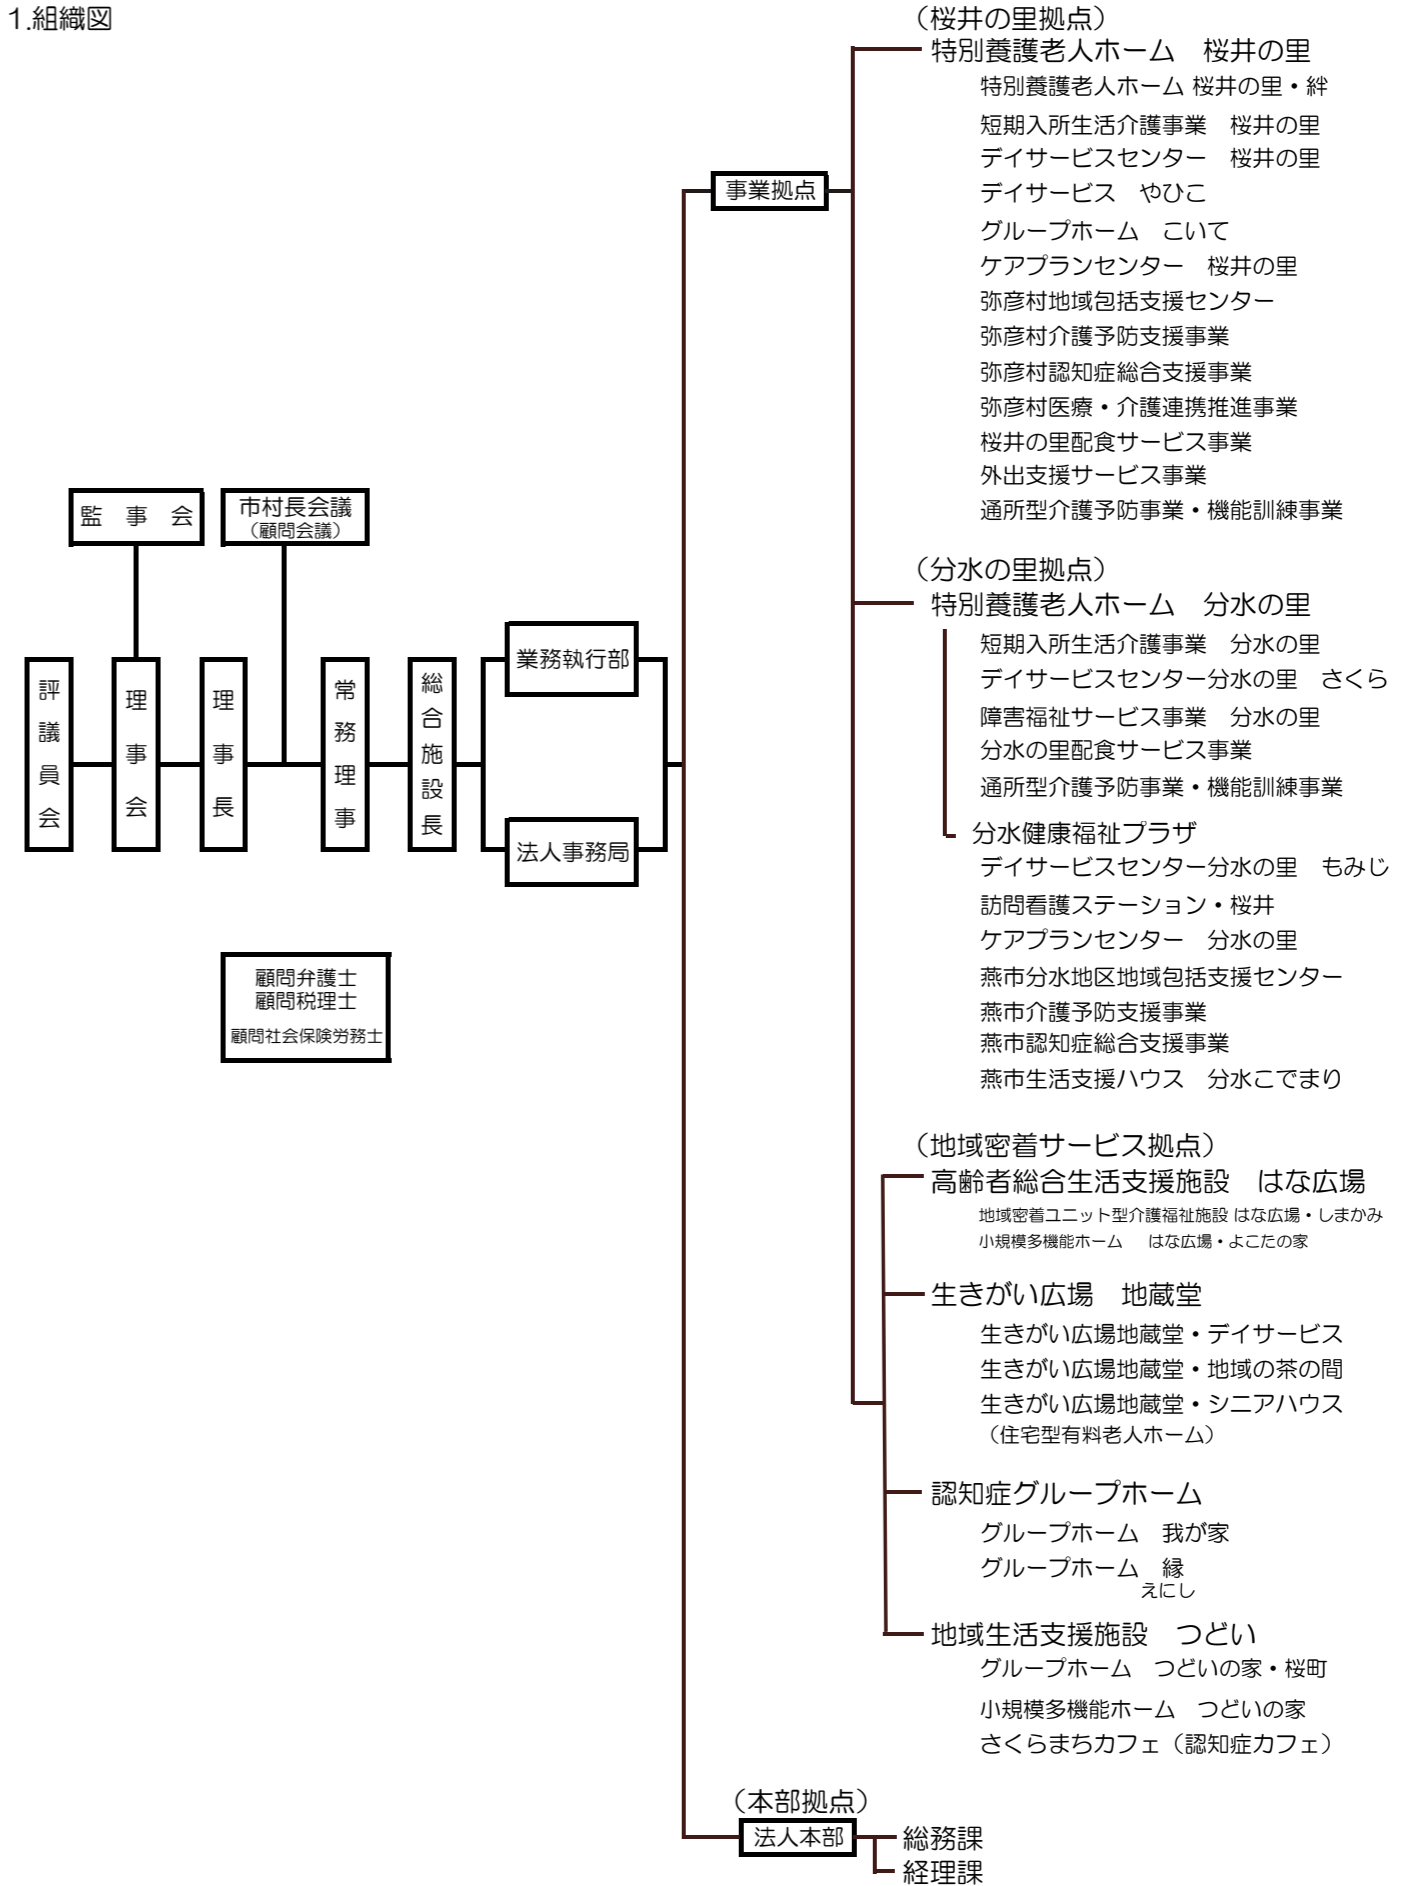 1.組織図
（桜井の里拠点）
特別養護老人ホーム　桜井の里
特別養護老人ホーム 桜井の里・絆
短期入所生活介護事業　桜井の里
デイサービスセンター　桜井の里
デイサービス　やひこ
グループホーム　こいて
ケアプランセンター　桜井の里
弥彦村地域包括支援センター
弥彦村介護予防支援事業
弥彦村認知症総合支援事業
弥彦村医療・介護連携推進事業
桜井の里配食サービス事業
外出支援サービス事業
通所型介護予防事業・機能訓練事業
事業拠点
監　事　会
市村長会議
（顧問会議）
評議員会
理事会
理事長
常務理事
総合施設長
業務執行部
法人事務局
顧問弁護士
顧問税理士
顧問社会保険労務士
（分水の里拠点）
特別養護老人ホーム　分水の里
短期入所生活介護事業　分水の里
デイサービスセンター分水の里　さくら
障害福祉サービス事業　分水の里
分水の里配食サービス事業
通所型介護予防事業・機能訓練事業
分水健康福祉プラザ
デイサービスセンター分水の里　もみじ
訪問看護ステーション・桜井
ケアプランセンター　分水の里
燕市分水地区地域包括支援センター
燕市介護予防支援事業
燕市認知症総合支援事業
燕市生活支援ハウス　分水こでまり
（地域密着サービス拠点）
高齢者総合生活支援施設　はな広場
地域密着ユニット型介護福祉施設 はな広場・しまかみ
小規模多機能ホーム　はな広場・よこたの家
生きがい広場　地蔵堂
生きがい広場地蔵堂・デイサービス
生きがい広場地蔵堂・地域の茶の間
生きがい広場地蔵堂・シニアハウス
（住宅型有料老人ホーム）
認知症グループホーム
グループホーム　我が家
グループホーム　縁
えにし
地域生活支援施設　つどい
グループホーム　つどいの家・桜町
小規模多機能ホーム　つどいの家
さくらまちカフェ（認知症カフェ）
（本部拠点）
法人本部
総務課
経理課